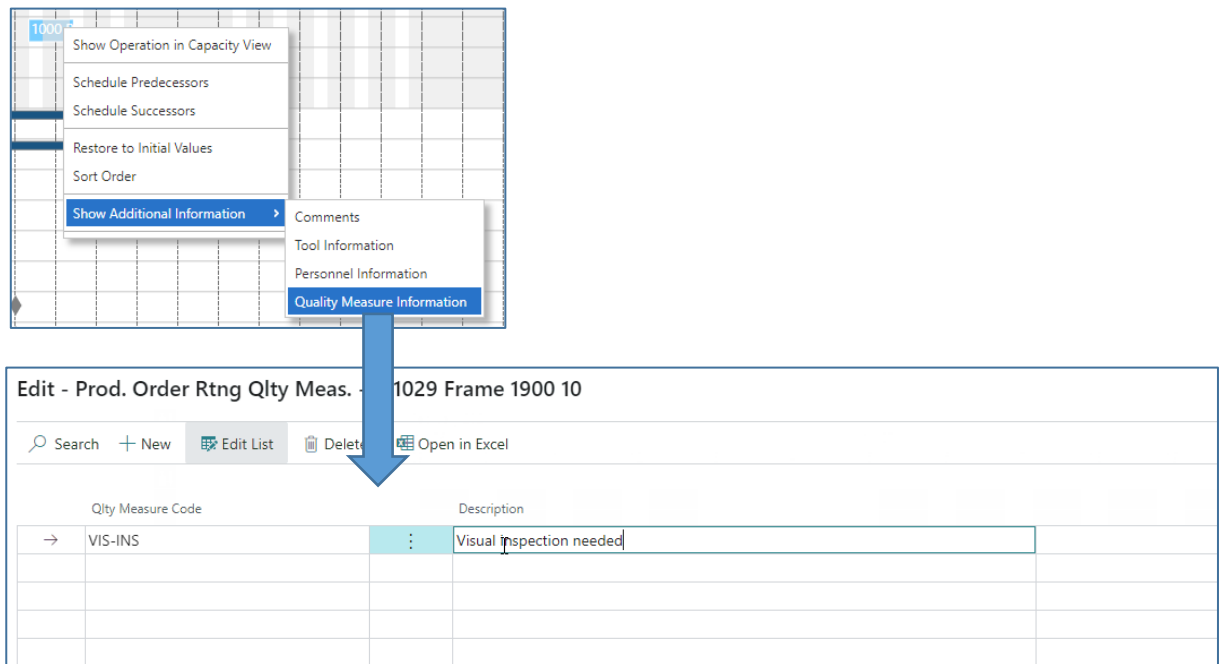 1000
Show Operation in Capacity View
Schedule Predecessors
Schedule Successors
Restore to Initial Values
Sort Order
Show Additional Information
Comments
Tool Information
Personnel Information
Quality Measure Information
Edit - Prod. Order Rtng Qlty Meas. - 1029 Frame 1900 10
Search New Edit List Delete Open in Excel
Qlty Measure Code Description
VIS-INS Visual inspection needed